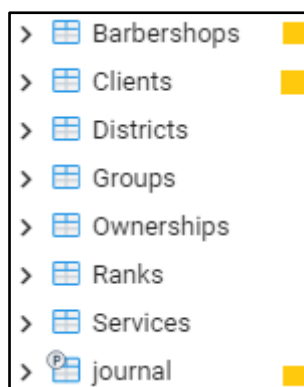 Barbershops
Clients
Districts
Groups
Ownerships
Ranks
Services
P journal